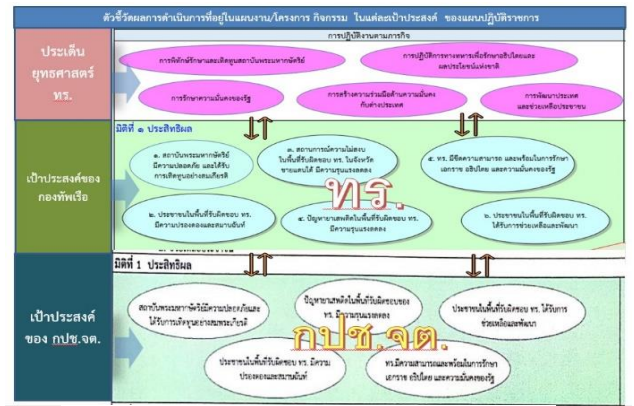 ตัวชี้วัดผลการดำเนินการที่อยู่ในแผนงาน/โครงการ กิจกรรม ในแต่ละเป้าประสงค์ ของแผนปฏิบัติราชการ
ประเด็น
ยุทธศาสตร์
ทร.
การปฏิบัติงานตามภารกิจ
การพิทักษ์รักษาและเทิดทูนสถาบันพระมหากษัตริย์
การปฏิบัติการทางทหารเพื่อรักษาอธิปไตยและ
ผลประโยชน์แห่งชาติ
การรักษาความมั่นคงของรัฐ
การสร้างความร่วมมือด้านความมั่นคง
กับต่างประเทศ
การพัฒนาประเทศ
และช่วยเหลือประชาชน
เป้าประสงค์ของ
กองทัพเรือ
มิติที่ ๑ ประสิทธิผล
๑. สถาบันพระมหากษัตริย์
มีความปลอดภัย และได้รับ
การเทิดทูนอย่างสมเกียรติ
๓. สถานการณ์ความไม่สงบ
ในพื้นที่รับผิดชอบ ทร. ในจังหวัด
ชายแดนใต้ มีความรุนแรงลดลง
๕. ทร. มีขีดความสามารถ และพร้อมในการรักษา
เอกราช อธิปไตย และความมั่นคงของรัฐ
ทร.
๒. ประชาชนในพื้นที่รับผิดชอบ ทร.
มีความปรองดองและสมานฉันท์
๔. ปัญหายาเสพติดในพื้นที่รับผิดชอบ ทร.
มีความรุนแรงลดลง
๖. ประชาชนในพื้นที่รับผิดชอบ ทร.
ได้รับการช่วยเหลือและพัฒนา
เป้าประสงค์
ของ กปช.จต.
มิติที่ 1 ประสิทธิผล
สถาบันพระมหากษัตริย์มีความปลอดภัยและ
ได้รับการเทิดทูนอย่างสมพระเกียรติ
ปัญหายาเสพติดในพื้นที่รับผิดชอบของ
ทร. มีความรุนแรงลดลง
ประชาชนในพื้นที่รับผิดชอบ ทร. ได้รับการ
ช่วยเหลือและพัฒนา
กปช.จต.
ประชาชนในพื้นที่รับผิดชอบ ทร. มีความ
ปรองดองและสมานฉันท์
ทร.มีความสามารถและพร้อมในการรักษา
เอกราช อธิปไตย และความมั่นคงของรัฐ